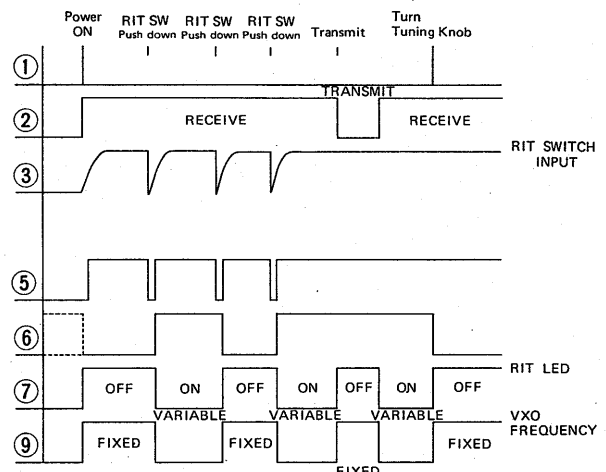 Power ON
RIT SW Push down
RIT SW Push down
RIT SW Push down
Transmit
Turn Tuning Knob
①
TRANSMIT
② RECEIVE RECEIVE
RIT SWITCH INPUT
③
⑤
⑥
RIT LED
⑦ OFF ON OFF ON OFF ON OFF
VARIABLE VARIABLE VARIABLE
VXO FREQUENCY
⑨ FIXED FIXED FIXED
FIXED